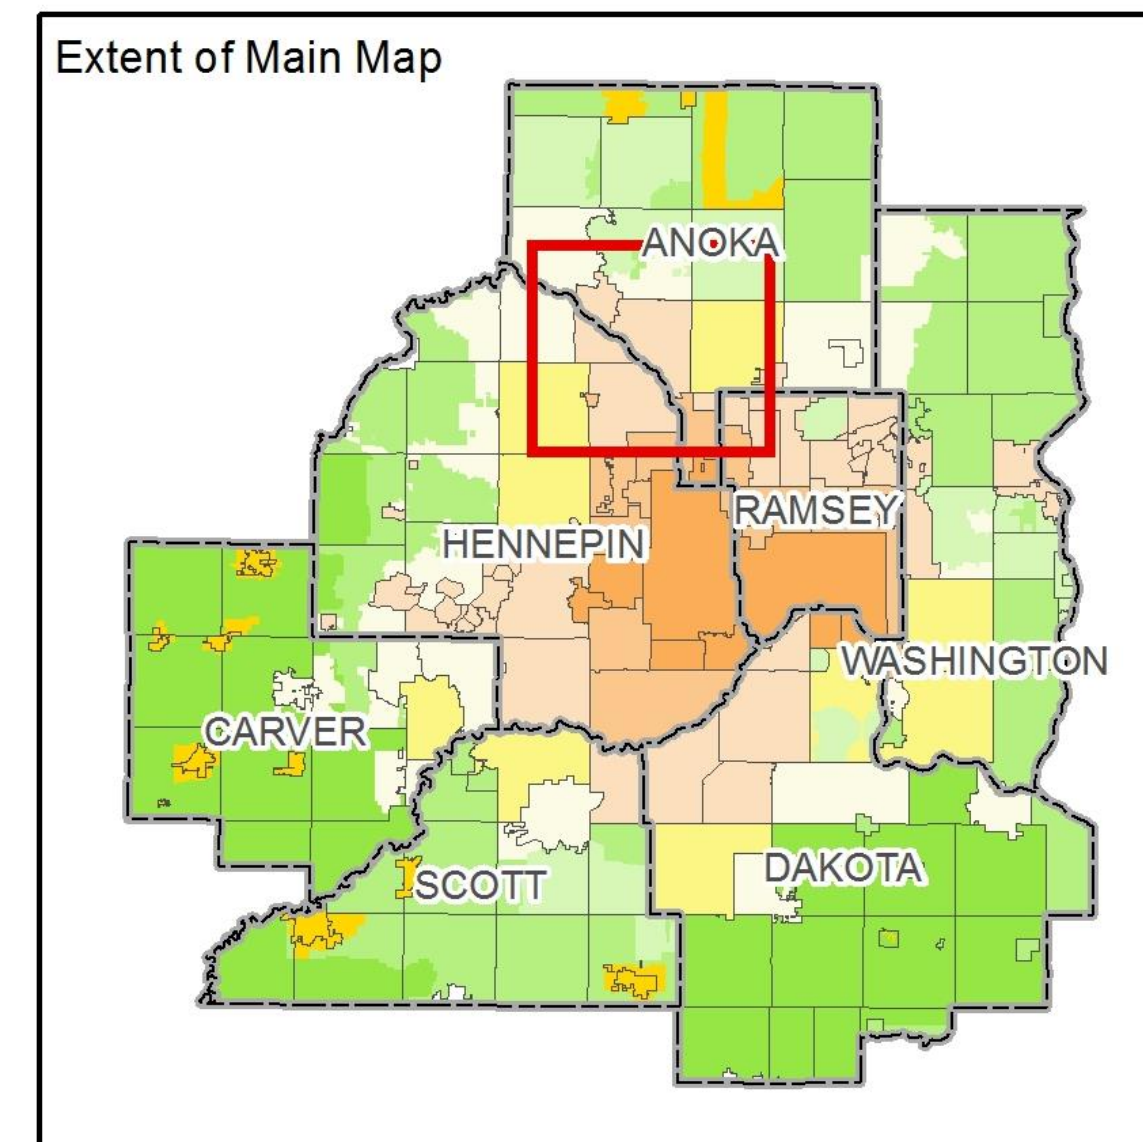 Extent of Main Map
ANOKA
RAMSEY
HENNEPIN
WASHINGTON
CARVER
DAKOTA
SCOTT